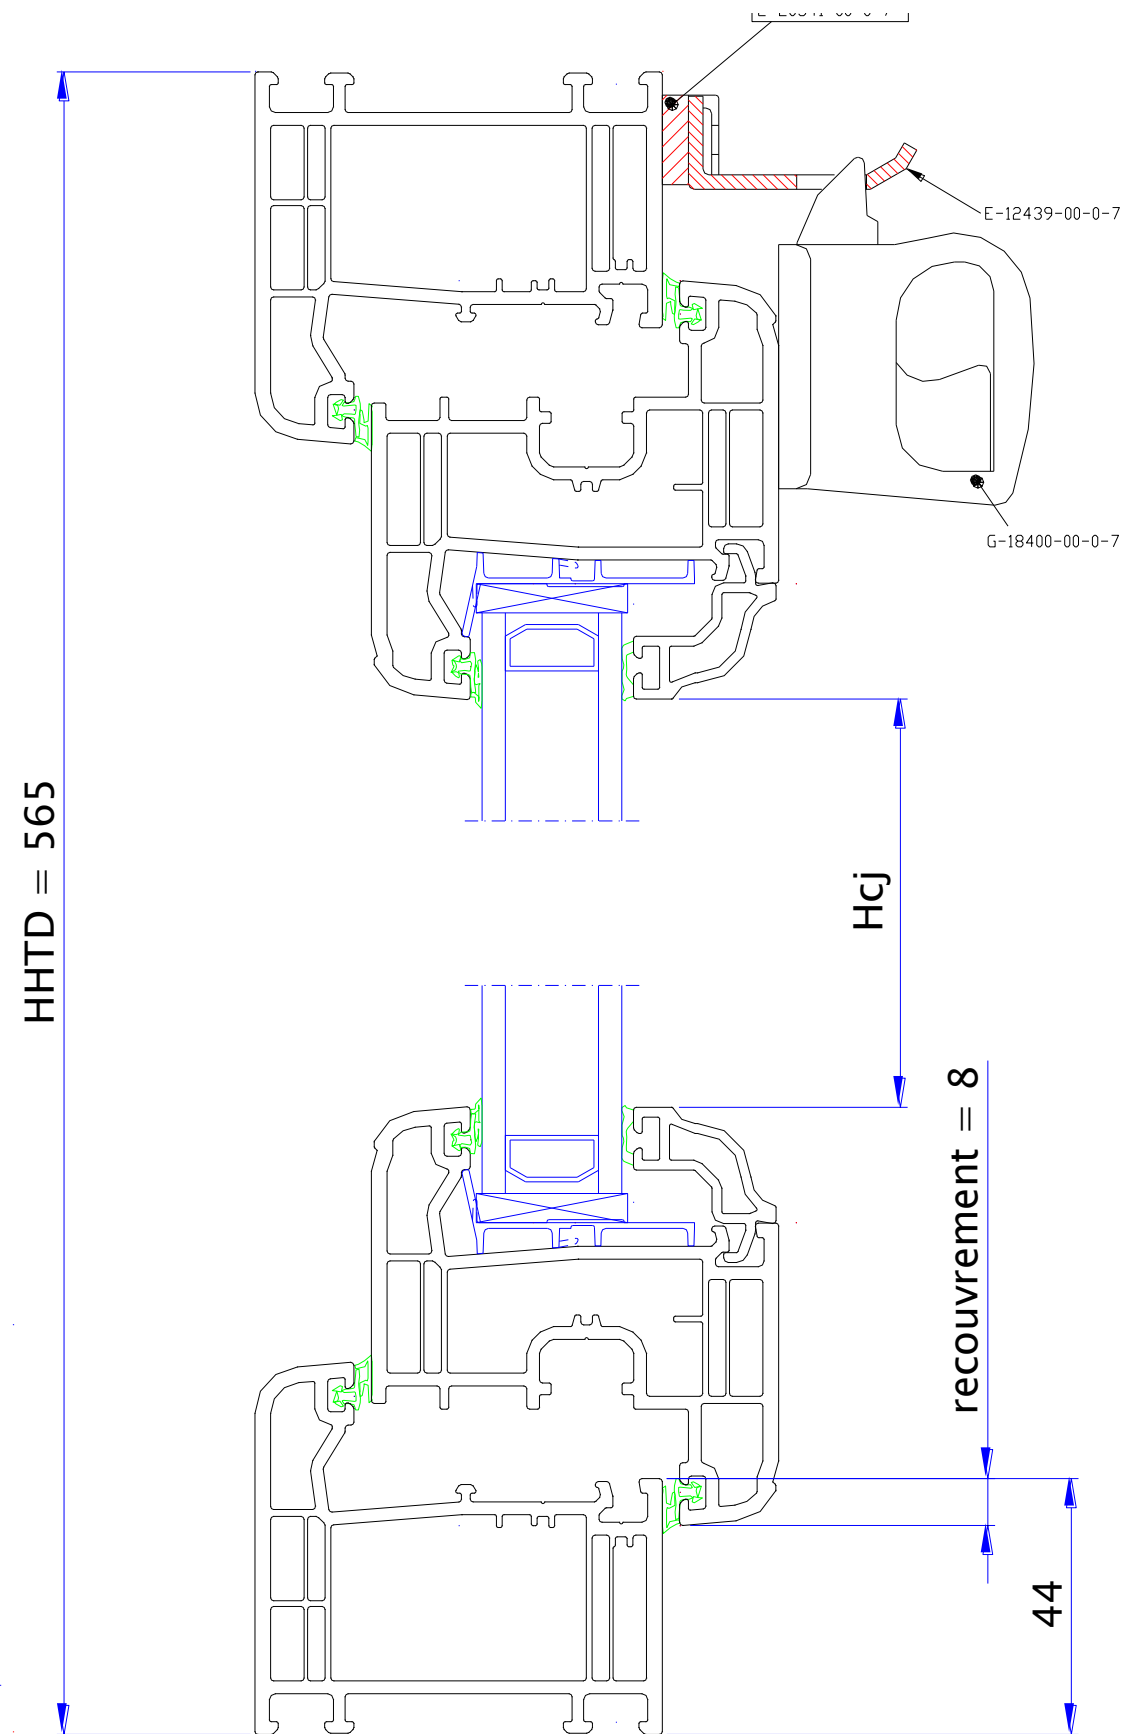 E-12439-00-0-7
G-18400-00-0-7
HHTD = 565
Hcj
recouvrement = 8
44